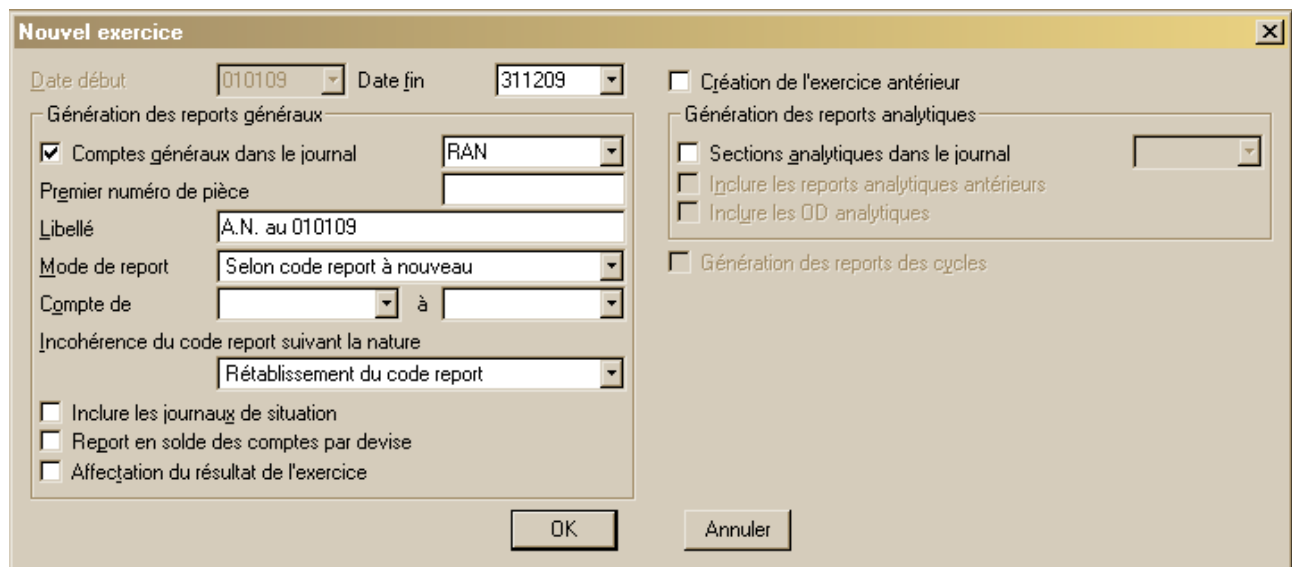 Nouvel exercice
Date début 010109 Date fin 311209
Génération des reports généraux
Comptes généraux dans le journal RAN
Premier numéro de pièce
Libellé A.N. au 010109
Mode de report Selon code report à nouveau
Compte de à
Incohérence du code report suivant la nature
Rétablissement du code report
Inclure les journaux de situation
Report en solde des comptes par devise
Affectation du résultat de l'exercice
Création de l'exercice antérieur
Génération des reports analytiques
Sections analytiques dans le journal
Inclure les reports analytiques antérieurs
Inclure les OD analytiques
Génération des reports des cycles
OK Annuler